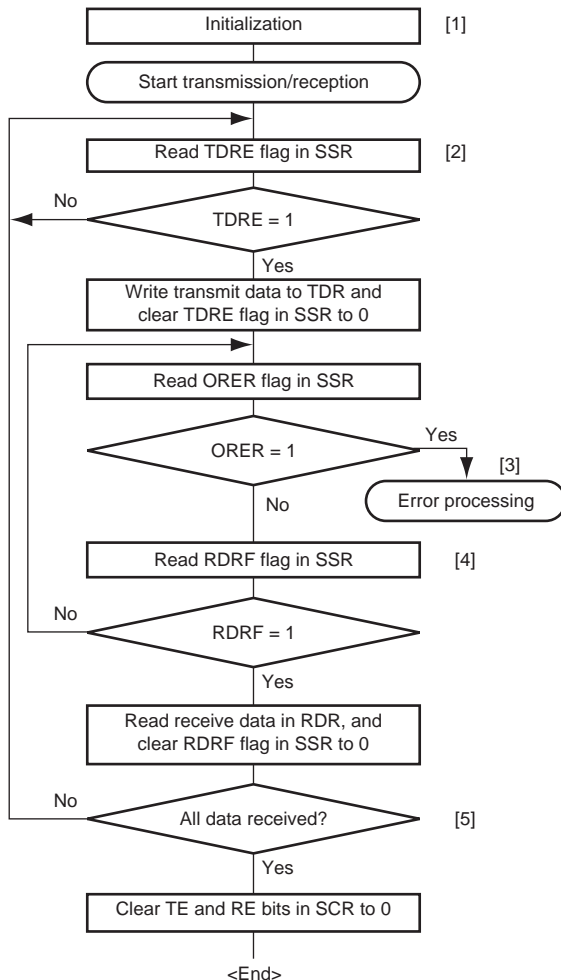 Initialization
[1]
Start transmission/reception
Read TDRE flag in SSR
[2]
No
TDRE = 1
Yes
Write transmit data to TDR and
clear TDRE flag in SSR to 0
Read ORER flag in SSR
Yes
ORER = 1
[3]
Error processing
No
Read RDRF flag in SSR
[4]
No
RDRF = 1
Yes
Read receive data in RDR, and
clear RDRF flag in SSR to 0
No
All data received?
[5]
Yes
Clear TE and RE bits in SCR to 0
<End>